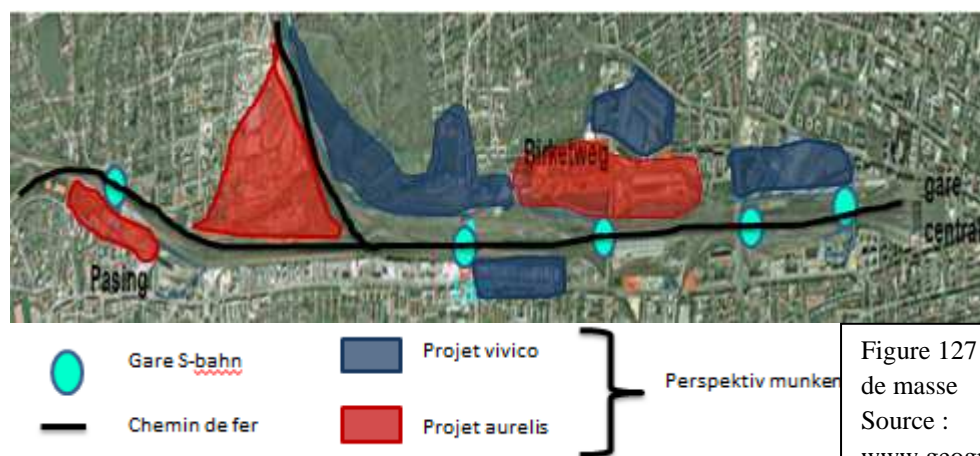 Birketweg
gare
central
Pasing
Gare S-bahn
Projet vivico
Perspektiv munken
Chemin de fer
Projet aurelis
Figure 127
de masse
Source :